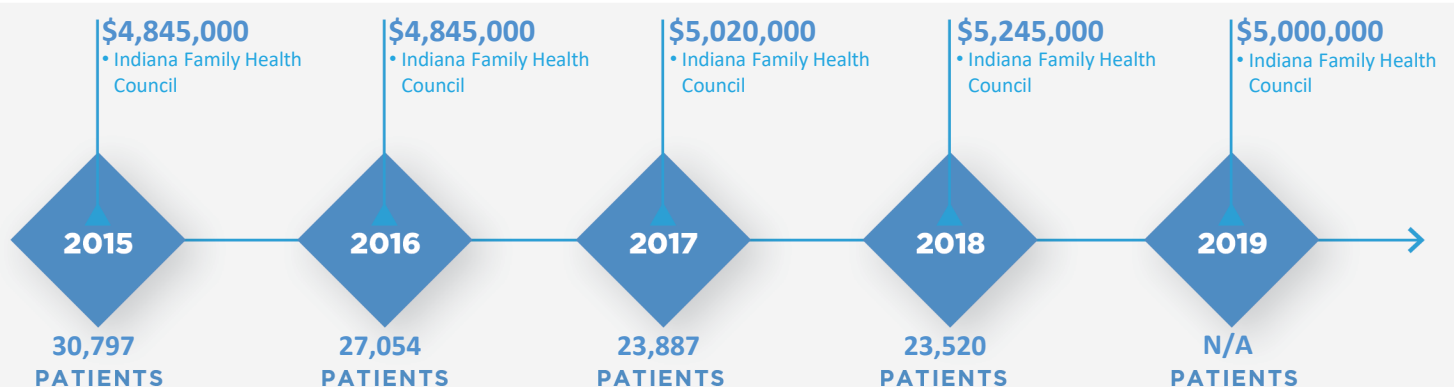 $4,845,000
• Indiana Family Health
Council
$4,845,000
• Indiana Family Health
Council
$5,020,000
• Indiana Family Health
Council
$5,245,000
• Indiana Family Health
Council
$5,000,000
• Indiana Family Health
Council
2015
2016
2017
2018
2019
30,797
PATIENTS
27,054
PATIENTS
23,887
PATIENTS
23,520
PATIENTS
N/A
PATIENTS